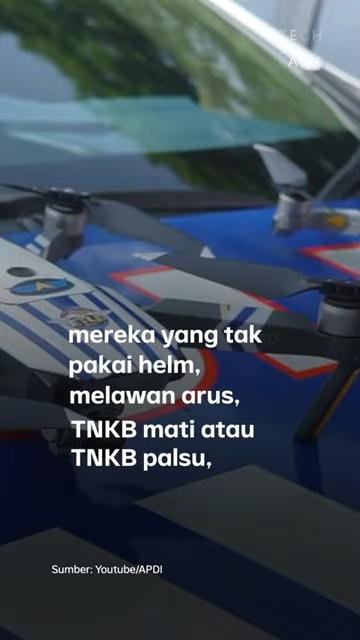 mereka yang tak
pakai helm,
melawan arus,
TNKB mati atau
TNKB palsu,
Sumber: Youtube/APDI